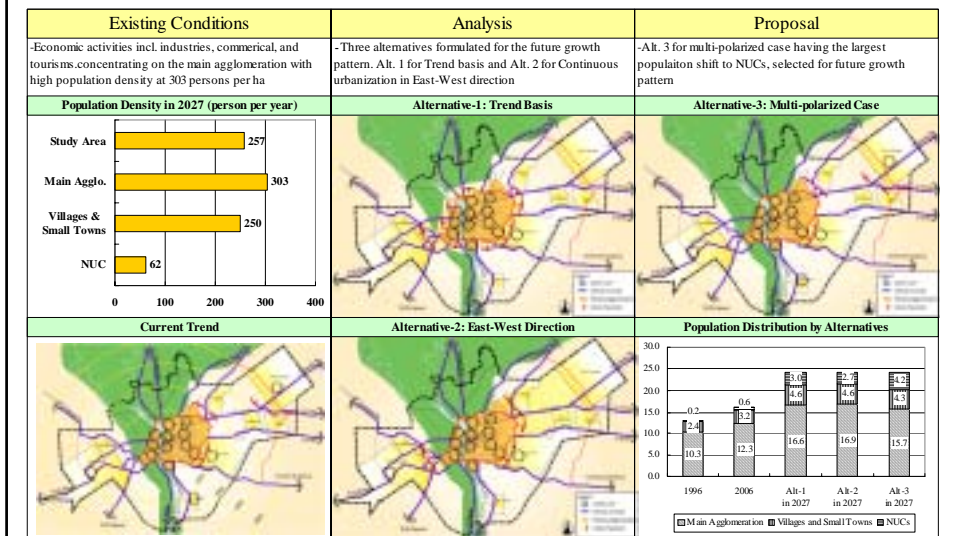 Existing Conditions
Analysis
Proposal
-Economic activities incl. industries, commerical, and
tourisms.concentrating on the main agglomeration with
high population density at 303 persons per ha
-Three alternatives formulated for the future growth
pattern. Alt. 1 for Trend basis and Alt. 2 for Continuous
urbanization in East-West direction
-Alt. 3 for multi-polarized case having the largest
populaiton shift to NUCs, selected for future growth
pattern
Population Density in 2027 (person per year)
Study Area
257
Main Agglo.
303
Villages &
Small Towns
250
NUC
62
0 100 200 300 400
Alternative-1: Trend Basis
Alternative-3: Multi-polarized Case
Current Trend
Alternative-2: East-West Direction
Population Distribution by Alternatives
30.0
25.0
20.0
15.0
10.0
5.0
0.0
0.2
2.4
10.3
0.6
3.2
12.3
3.0
4.6
16.6
2.7
4.6
16.9
4.2
4.3
15.7
1996 2006 Alt-1 Alt-2 Alt-3
in 2027 in 2027 in 2027
Main Agglomeration Villages and Small Towns NUCs